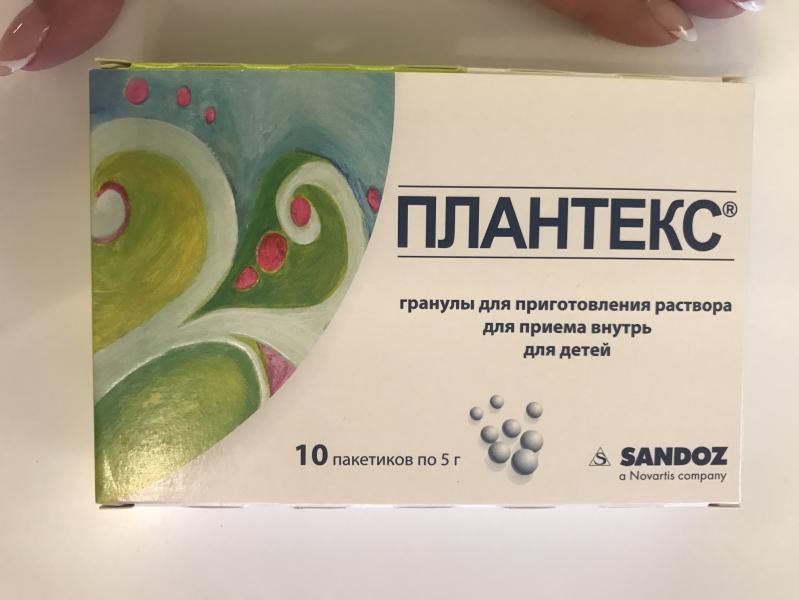 ПЛАНТЕКС®
гранулы для приготовления раствора
для приема внутрь
для детей
10 пакетиков по 5 г
S SANDOZ
a Novartis company